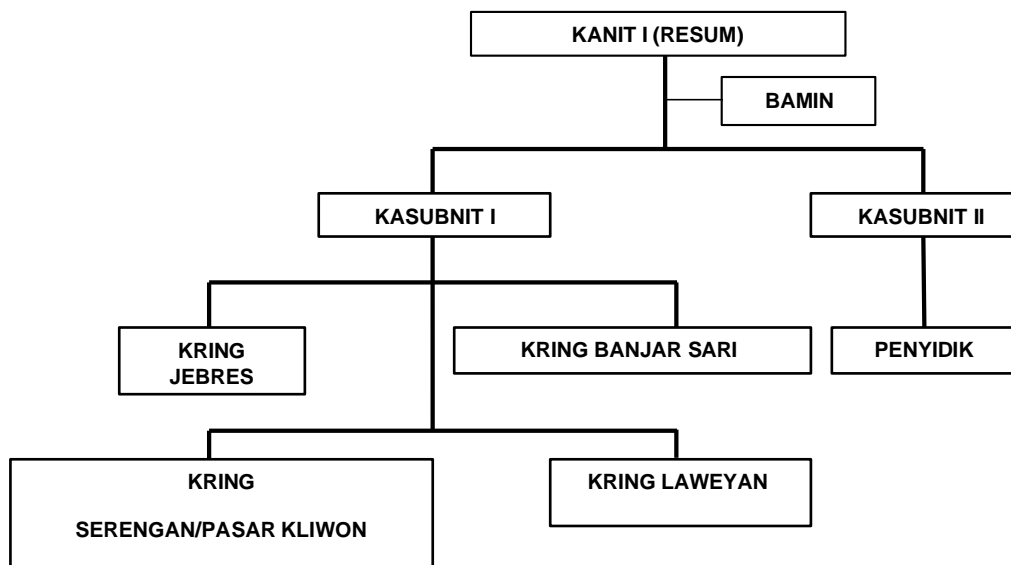 KANIT I (RESUM)
BAMIN
KASUBNIT I
KASUBNIT II
KRING
JEBRES
KRING BANJAR SARI
PENYIDIK
KRING
SERENGAN/PASAR KLIWON
KRING LAWEYAN